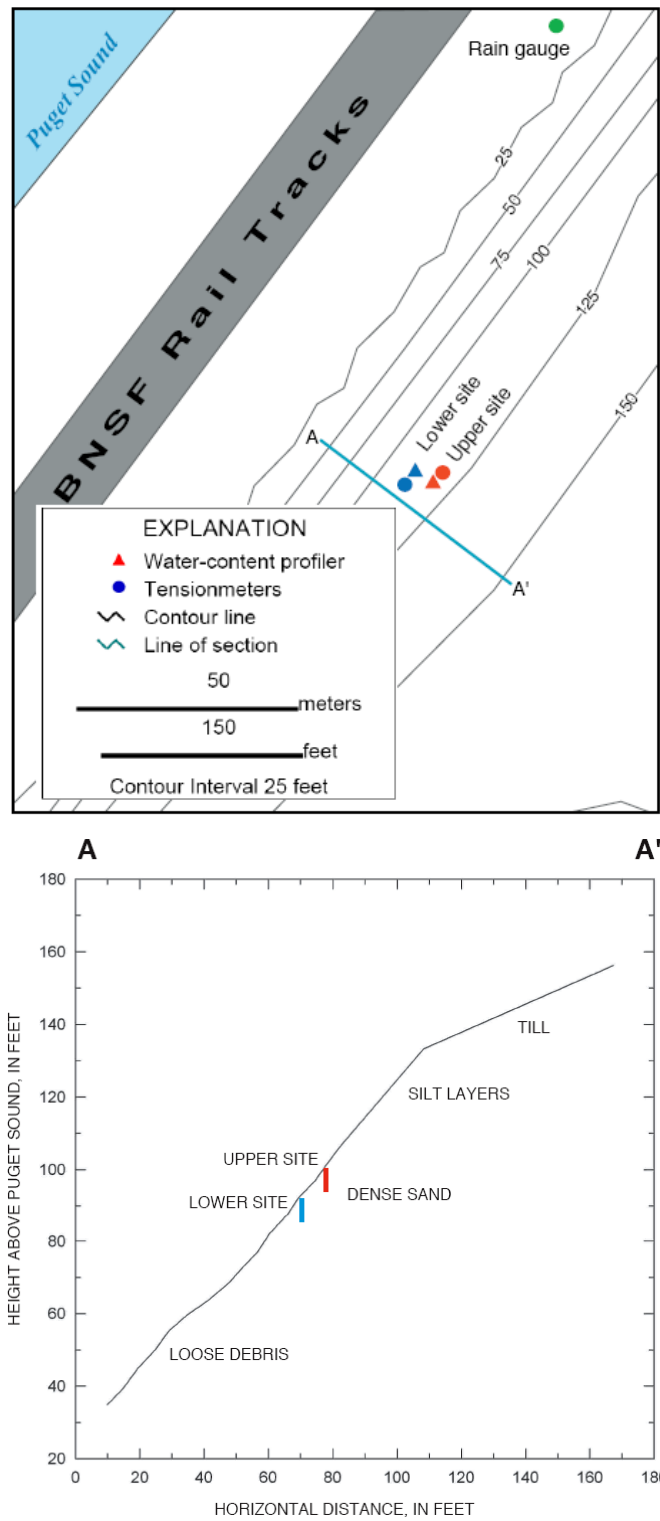 Puget Sound
BNSF Rail Tracks
Rain gauge
25
50
75
100
125
150
Lower site
Upper site
A
A'
EXPLANATION
Water-content profiler
Tensionmeters
Contour line
Line of section
50
meters
150
feet
Contour Interval 25 feet
A
A'
HEIGHT ABOVE PUGET SOUND, IN FEET
180
160
140
120
100
80
60
40
20
TILL
SILT LAYERS
UPPER SITE
DENSE SAND
LOWER SITE
LOOSE DEBRIS
0 20 40 60 80 100 120 140 160
HORIZONTAL DISTANCE, IN FEET